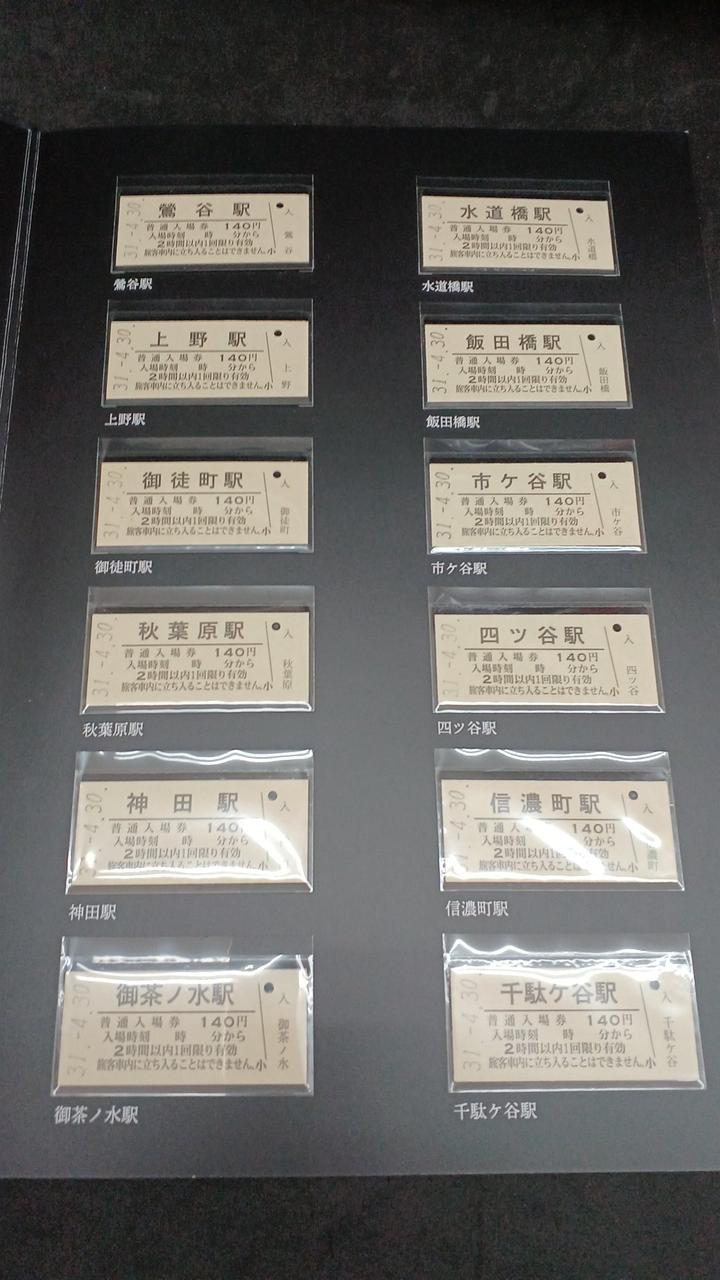 鶯谷駅
普通入場券 140円
入場時刻 時 分から
2時間以内1回限り有効
旅客車内に立ち入ることはできません。小
31.-4.30.
入
鶯谷
鶯谷駅
上野駅
普通入場券 140円
入場時刻 時 分から
2時間以内1回限り有効
旅客車内に立ち入ることはできません。小
31.-4.30.
入
上野
上野駅
御徒町駅
普通入場券 140円
入場時刻 時 分から
2時間以内1回限り有効
旅客車内に立ち入ることはできません。小
31.-4.30.
入
御徒町
御徒町駅
秋葉原駅
普通入場券 140円
入場時刻 時 分から
2時間以内1回限り有効
旅客車内に立ち入ることはできません。小
31.-4.30.
入
秋葉原
秋葉原駅
神田駅
普通入場券 140円
入場時刻 時 分から
2時間以内1回限り有効
旅客車内に立ち入ることはできません。小
-4.30.
入
神田駅
御茶ノ水駅
普通入場券 140円
入場時刻 時 分から
2時間以内1回限り有効
旅客車内に立ち入ることはできません。小
31.-4.30
入
御茶ノ水
御茶ノ水駅
水道橋駅
普通入場券 140円
入場時刻 時 分から
2時間以内1回限り有効
旅客車内に立ち入ることはできません。小
31.-4.30.
入
水道橋
水道橋駅
飯田橋駅
普通入場券 140円
入場時刻 時 分から
2時間以内1回限り有効
旅客車内に立ち入ることはできません。小
31.-4.30.
入
飯田橋
飯田橋駅
市ケ谷駅
普通入場券 140円
入場時刻 時 分から
2時間以内1回限り有効
旅客車内に立ち入ることはできません。小
31.-4.30.
入
市ケ谷
市ケ谷駅
四ツ谷駅
普通入場券 140円
入場時刻 時 分から
2時間以内1回限り有効
旅客車内に立ち入ることはできません。小
31.-4.30.
入
四ツ谷
四ツ谷駅
信濃町駅
普通入場券 140円
入場時刻 時 分から
2時間以内1回限り有効
旅客車内に立ち入ることはできません。小
-4.30.
入
濃町
信濃町駅
千駄ケ谷駅
普通入場券 140円
入場時刻 時 分から
2時間以内1回限り有効
旅客車内に立ち入ることはできません。小
31.-4.30.
入
千駄ケ谷
千駄ケ谷駅